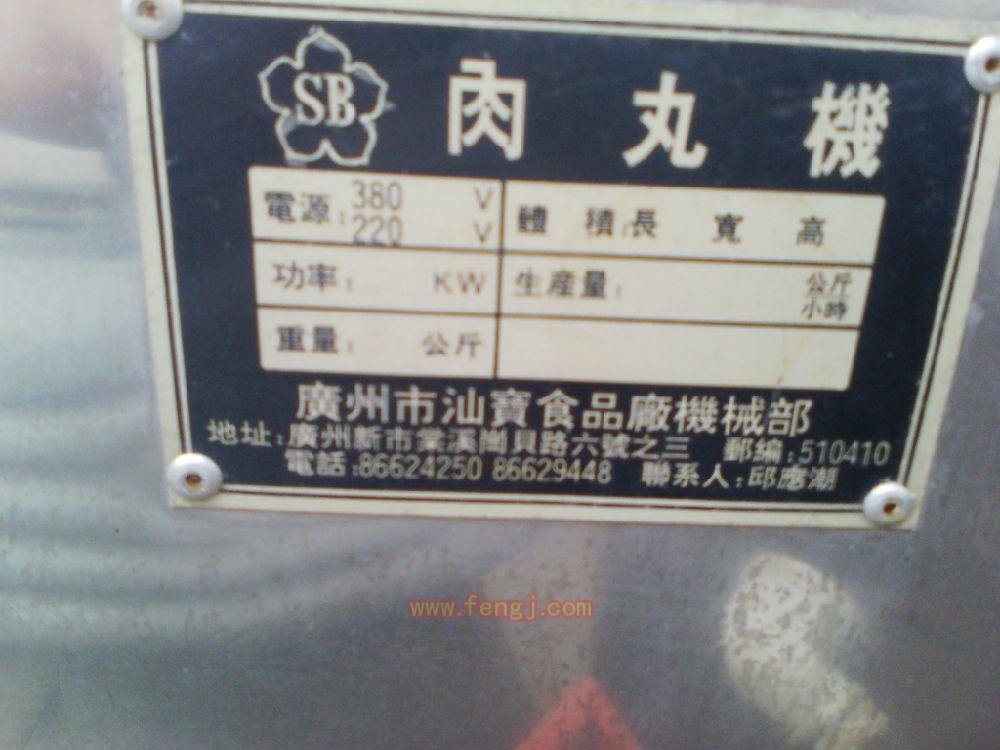 SB 肉丸機
電源: 380 V 220 V 體積:長 寬 高
功率: KW 生産量: 公斤 小時
重量: 公斤
廣州市汕寶食品廠機械部
地址:廣州新市棠溪崗貝路六號之三 郵編:510410
電話:86624250 86629448 聯系人:邱應潮
www.fengj.com